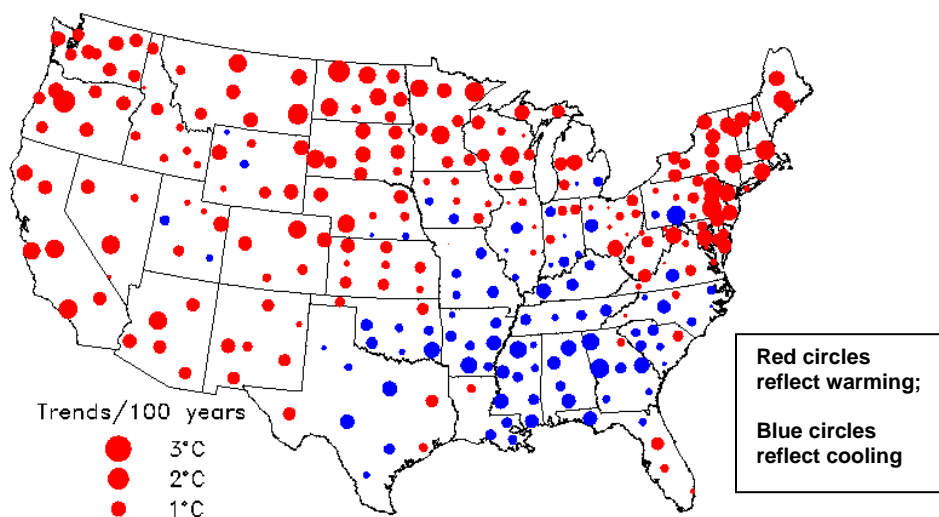 Red circles
reflect warming;
Blue circles
reflect cooling
Trends/100 years
3°C
2°C
1°C